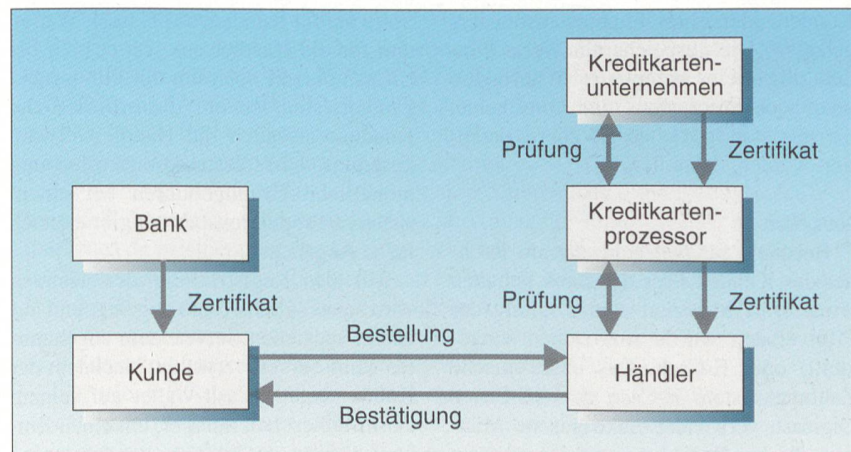 Kreditkarten-
unternehmen
Prüfung
Zertifikat
Bank
Kreditkarten-
prozessor
Zertifikat
Prüfung
Zertifikat
Bestellung
Kunde
Händler
Bestätigung